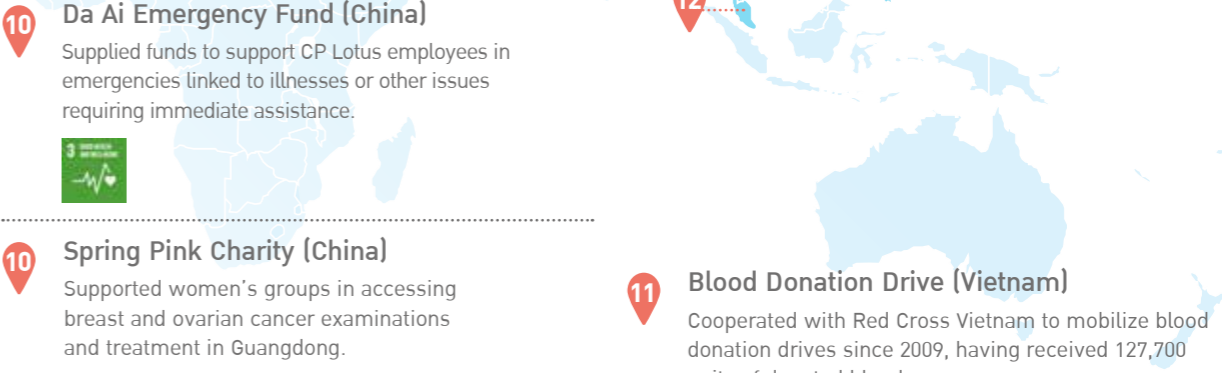 10
Da Ai Emergency Fund (China)
Supplied funds to support CP Lotus employees in
emergencies linked to illnesses or other issues
requiring immediate assistance.
3
10
Spring Pink Charity (China)
Supported women's groups in accessing
breast and ovarian cancer examinations
and treatment in Guangdong.
12
11
Blood Donation Drive (Vietnam)
Cooperated with Red Cross Vietnam to mobilize blood
donation drives since 2009, having received 127,700